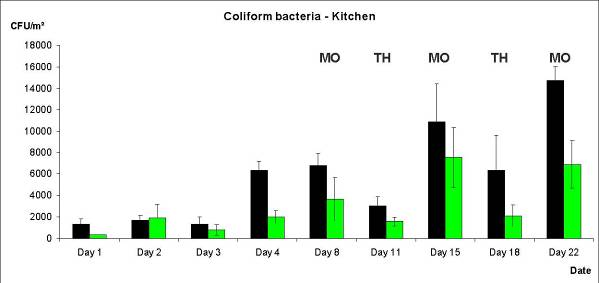 Coliform bacteria - Kitchen
CFU/m²
18000
16000
14000
12000
10000
8000
6000
4000
2000
0
MO TH MO TH MO
Day 1 Day 2 Day 3 Day 4 Day 8 Day 11 Day 15 Day 18 Day 22
Date